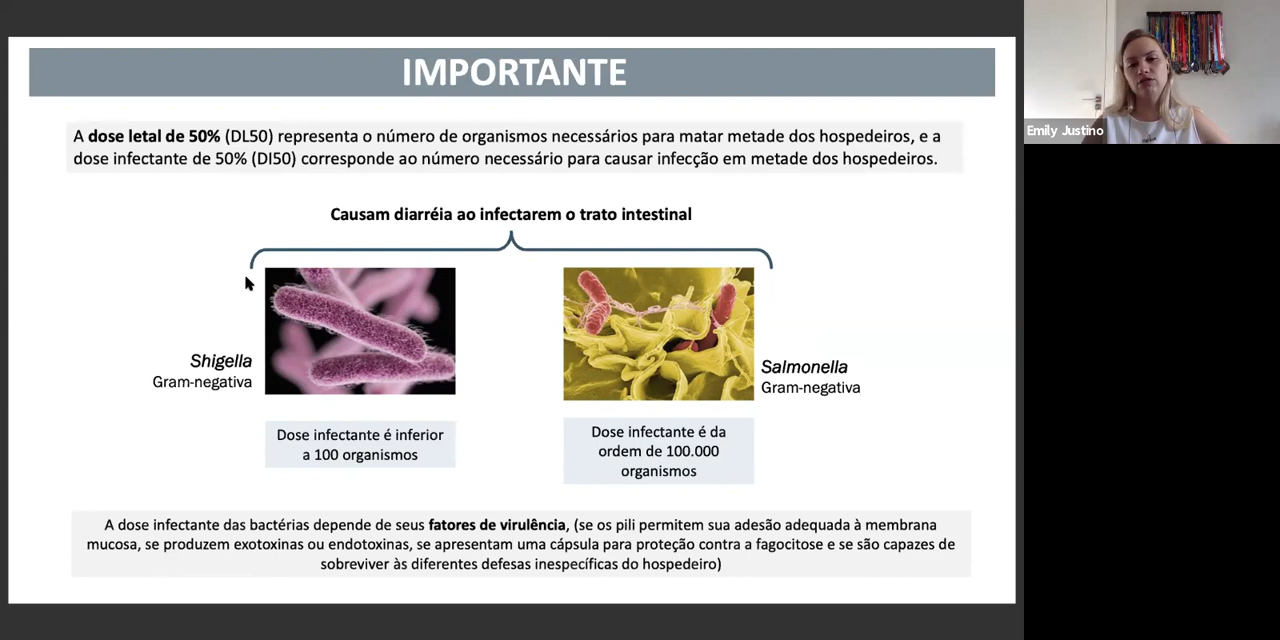 IMPORTANTE
A dose letal de 50% (DL50) representa o número de organismos necessários para matar metade dos hospedeiros, e a
dose infectante de 50% (DI50) corresponde ao número necessário para causar infecção em metade dos hospedeiros.
Causam diarréia ao infectarem o trato intestinal
Shigella
Gram-negativa
Salmonella
Gram-negativa
Dose infectante é inferior
a 100 organismos
Dose infectante é da
ordem de 100.000
organismos
A dose infectante das bactérias depende de seus fatores de virulência, (se os pili permitem sua adesão adequada à membrana
mucosa, se produzem exotoxinas ou endotoxinas, se apresentam uma cápsula para proteção contra a fagocitose e se são capazes de
sobreviver às diferentes defesas inespecíficas do hospedeiro)
Emily Justino